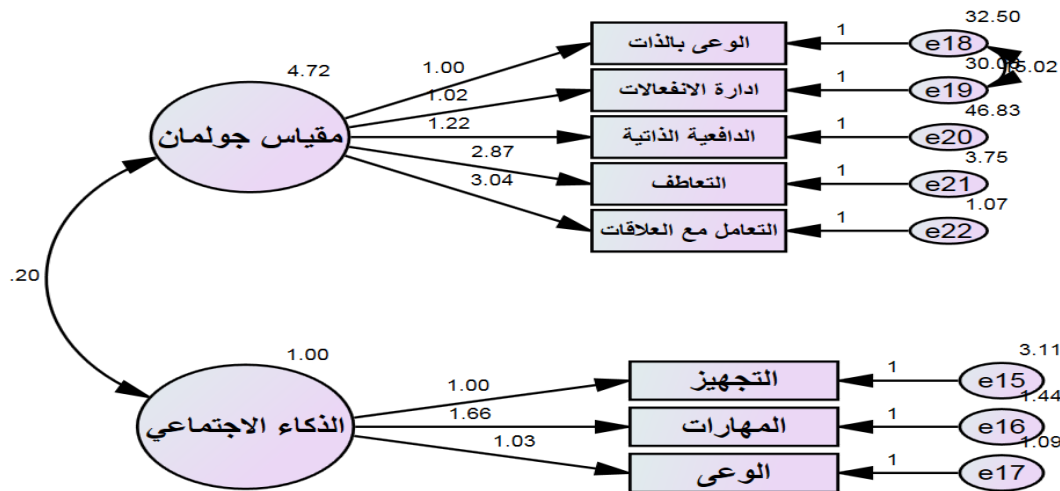 32.50
الوعى بالذات
1
e18
1.00
4.72
15.02
ادارة الانفعالات
1
e19
1.02
46.83
مقياس جولمان
الدافعية الذاتية
1
e20
1.22
3.75
التعاطف
1
e21
2.87
1.07
التعامل مع العلاقات
1
e22
3.04
.20
1.00
3.11
التجهيز
1
e15
1.00
1.44
الذكاء الاجتماعي
المهارات
1
e16
1.66
1.09
الوعى
1
e17
1.03